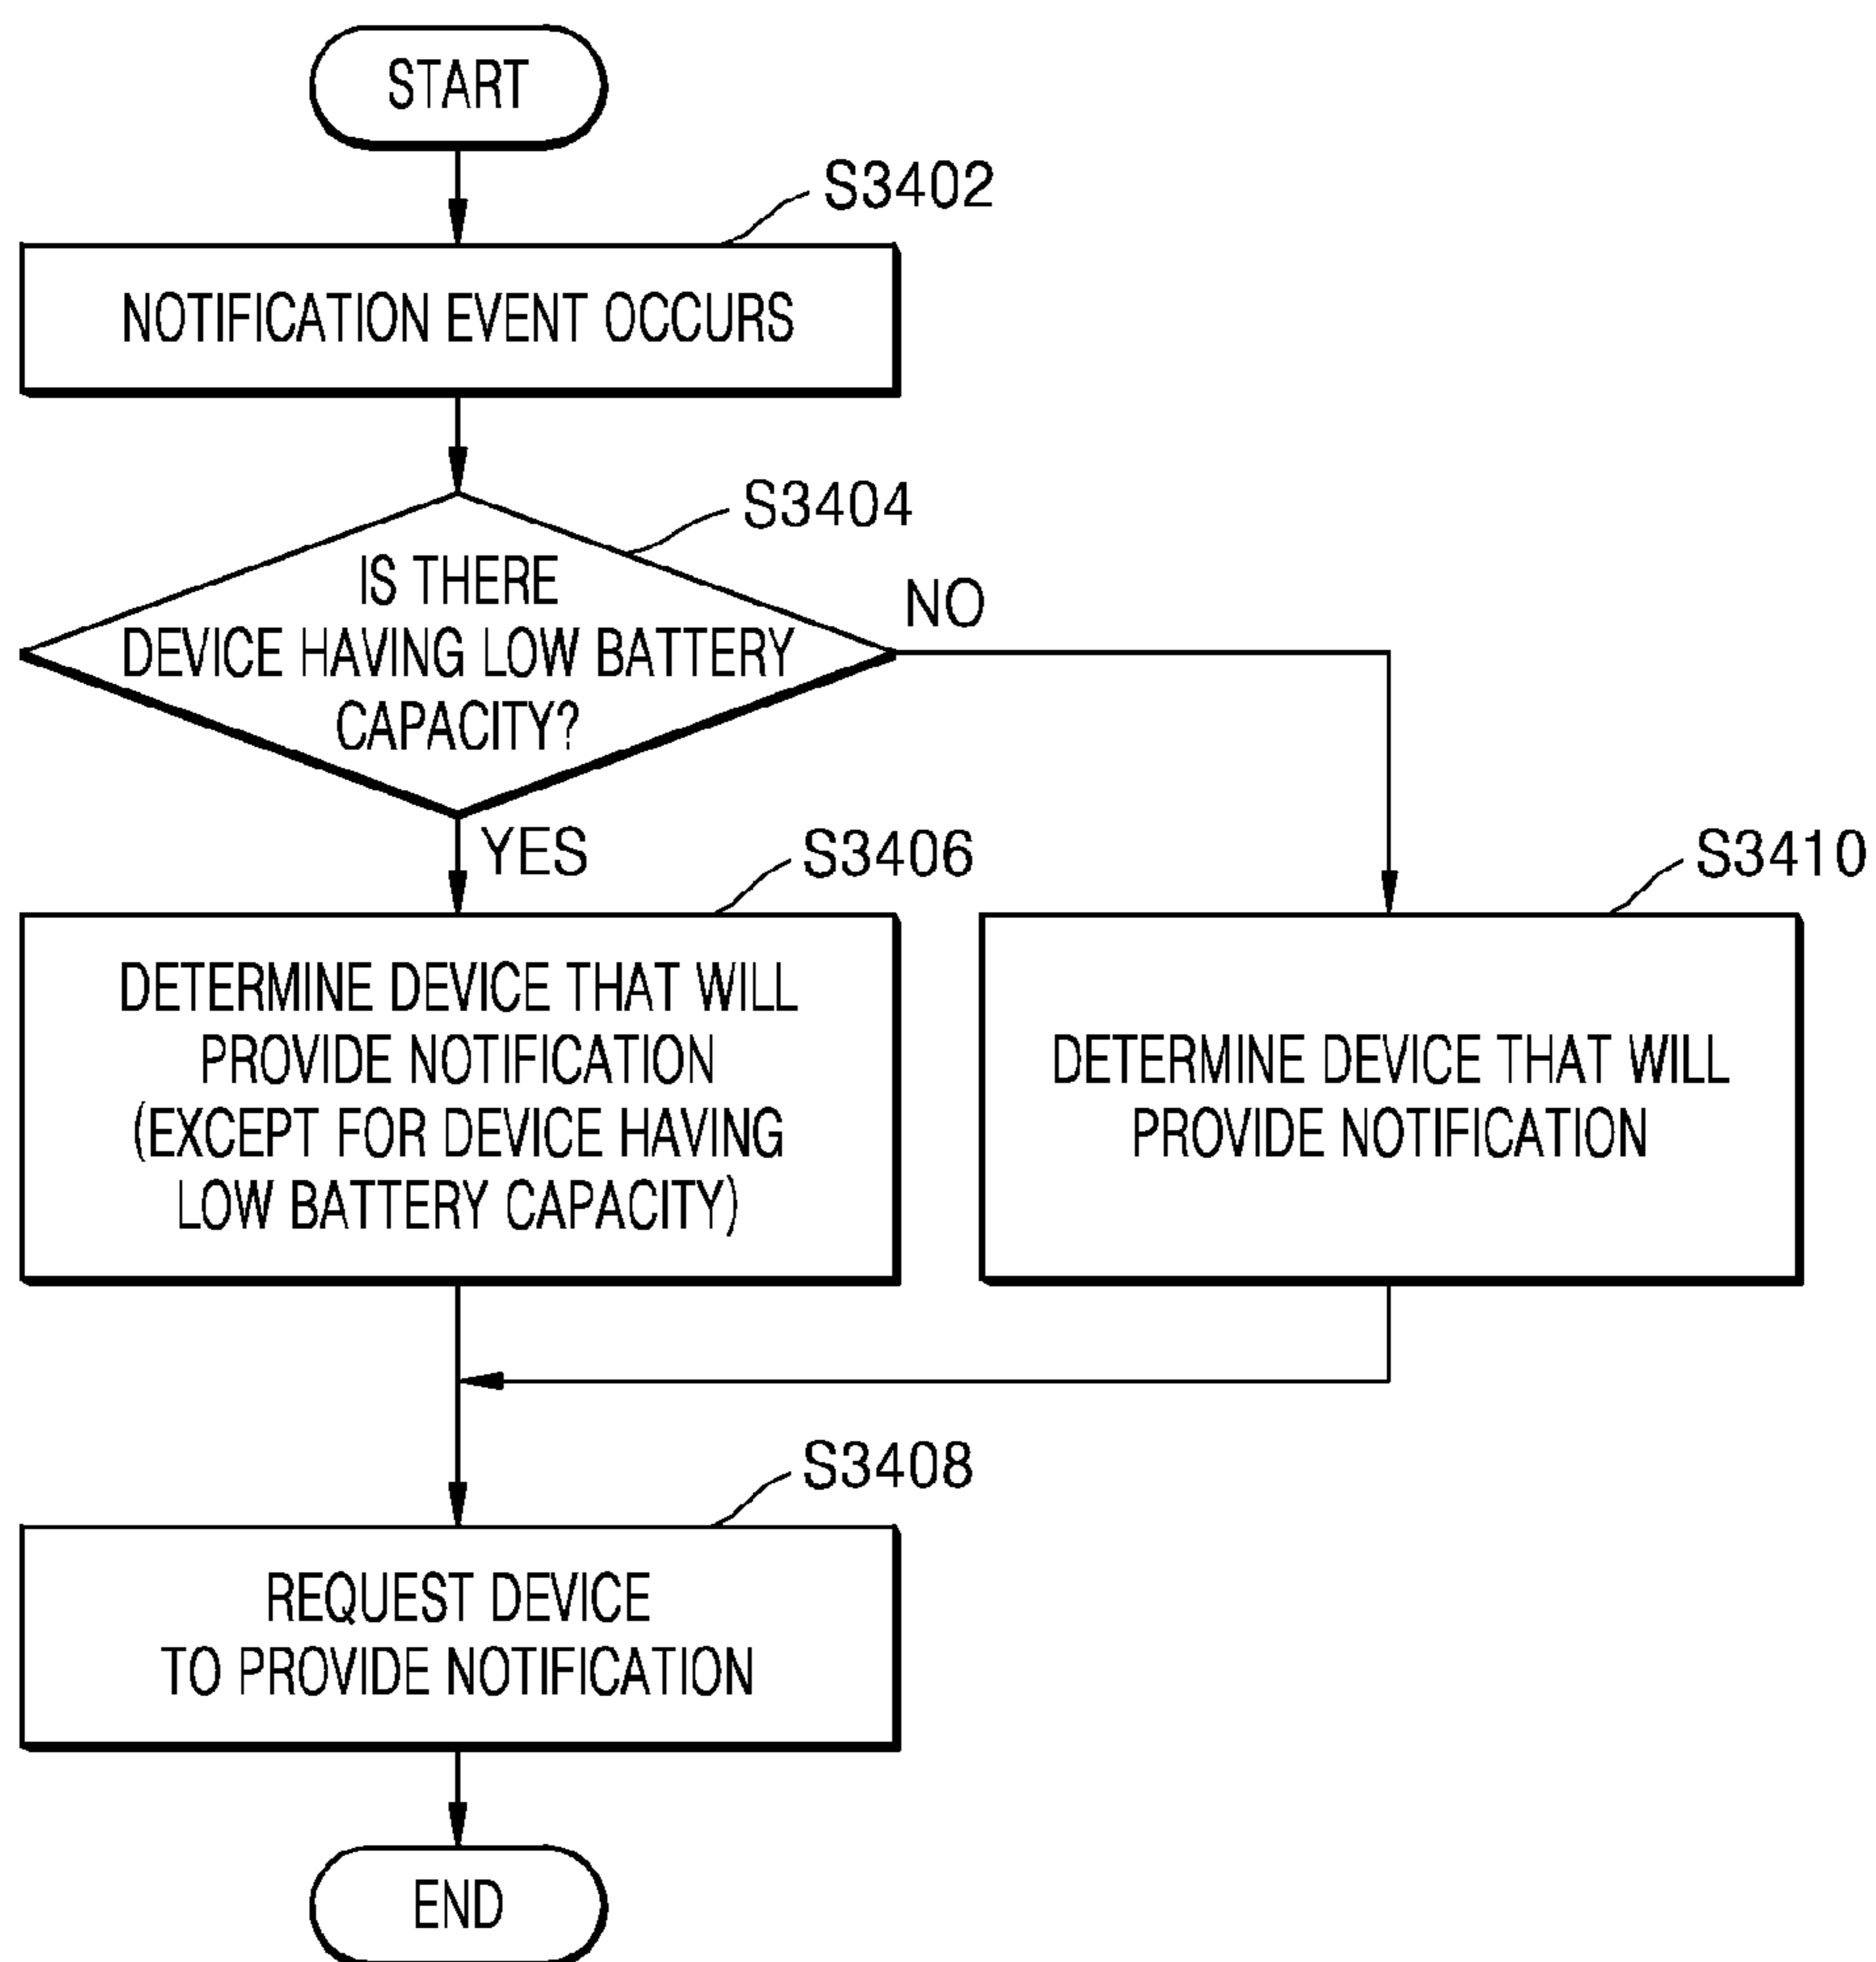 START
S3402
NOTIFICATION EVENT OCCURS
S3404
IS THERE
DEVICE HAVING LOW BATTERY
CAPACITY?
NO
YES
S3406
DETERMINE DEVICE THAT WILL
PROVIDE NOTIFICATION
(EXCEPT FOR DEVICE HAVING
LOW BATTERY CAPACITY)
S3410
DETERMINE DEVICE THAT WILL
PROVIDE NOTIFICATION
S3408
REQUEST DEVICE
TO PROVIDE NOTIFICATION
END